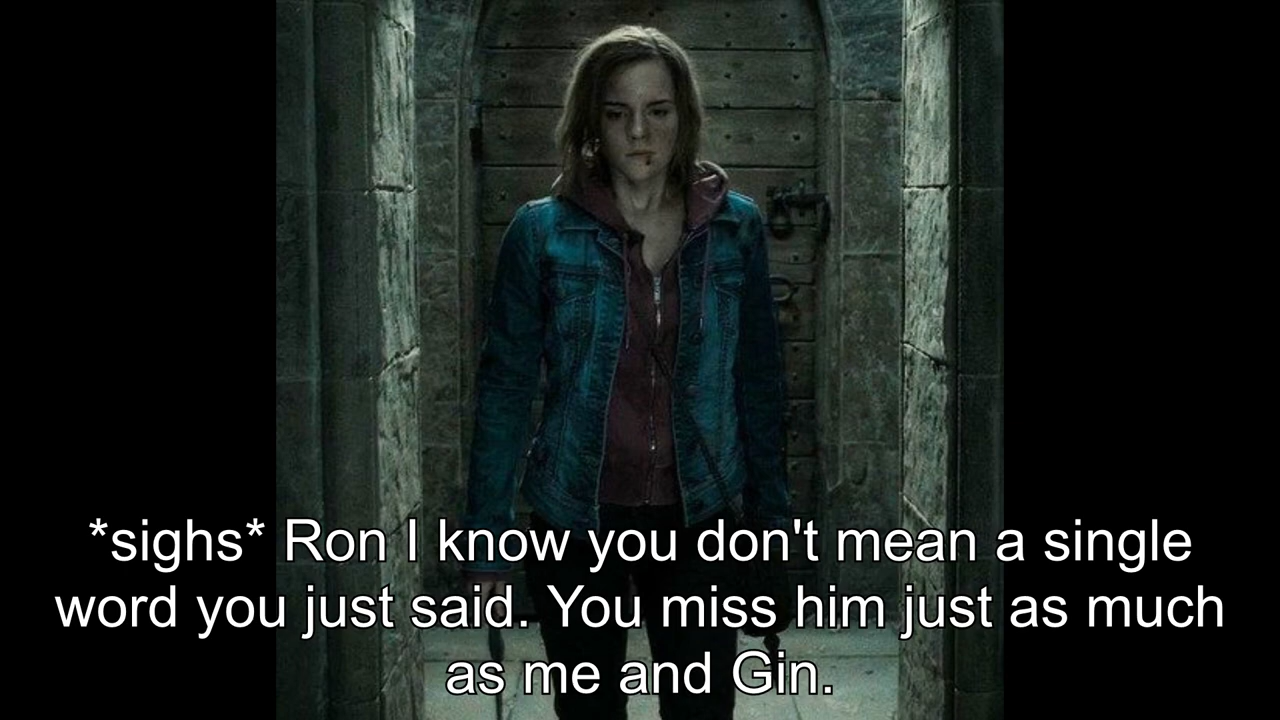 *sighs* Ron I know you don't mean a single
word you just said. You miss him just as much
as me and Gin.